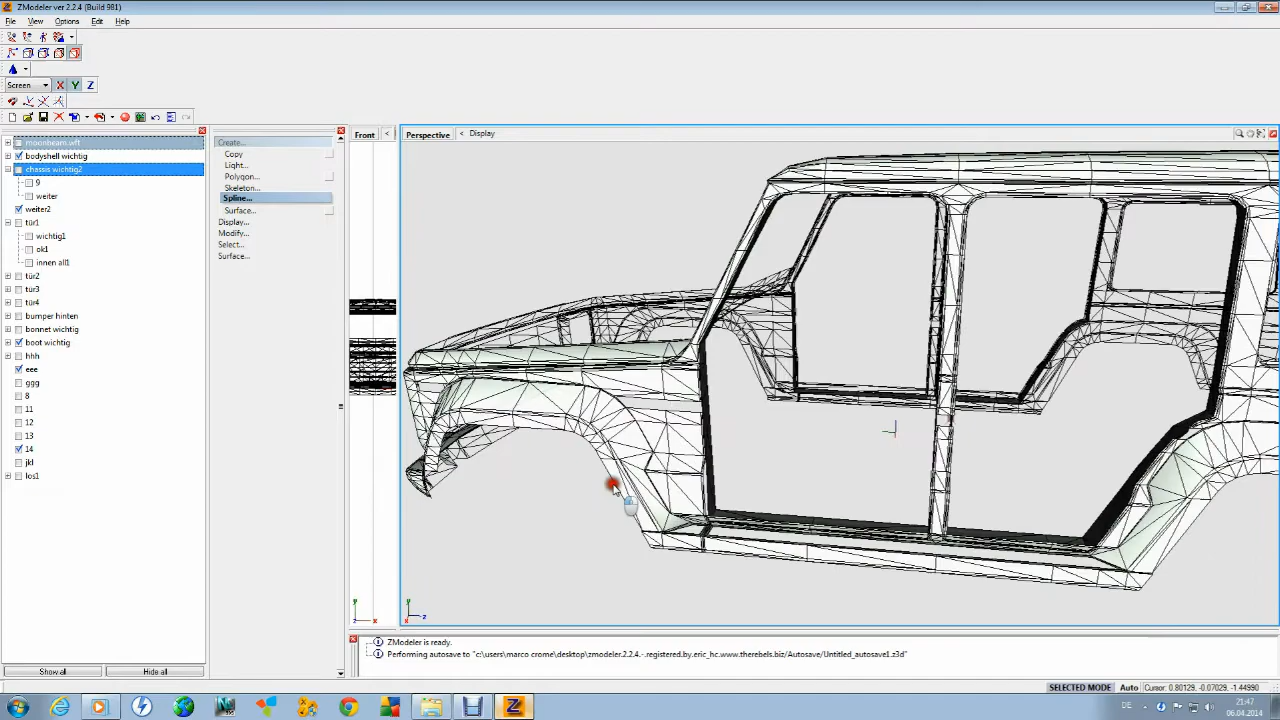 ZModeler ver 2.2.4 (Build 981)
File View Options Edit Help
Screen X Y Z
moonbeam.wft
bodyshell wichtig
chassis wichtig2
9
weiter
weiter2
tür1
wichtig1
ok1
innen all1
tür2
tür3
tür4
bumper hinten
bonnet wichtig
boot wichtig
hhh
eee
ggg
8
11
12
13
14
jkl
los1
Show all Hide all
Create...
Copy
Light...
Polygon...
Skeleton...
Spline...
Surface...
Display...
Modify...
Select...
Surface...
Front <
Perspective < Display
y
x
y
x z
ZModeler is ready.
Performing autosave to "c:\users\marco crome\desktop\zmodeler.2.2.4.-.registered.by.eric_hc.www.therebels.biz/Autosave/Untitled_autosave1.z3d"
SELECTED MODE Auto Cursor: 0.80129, -0.07029, -1.44990
DE 21:47
06.04.2014